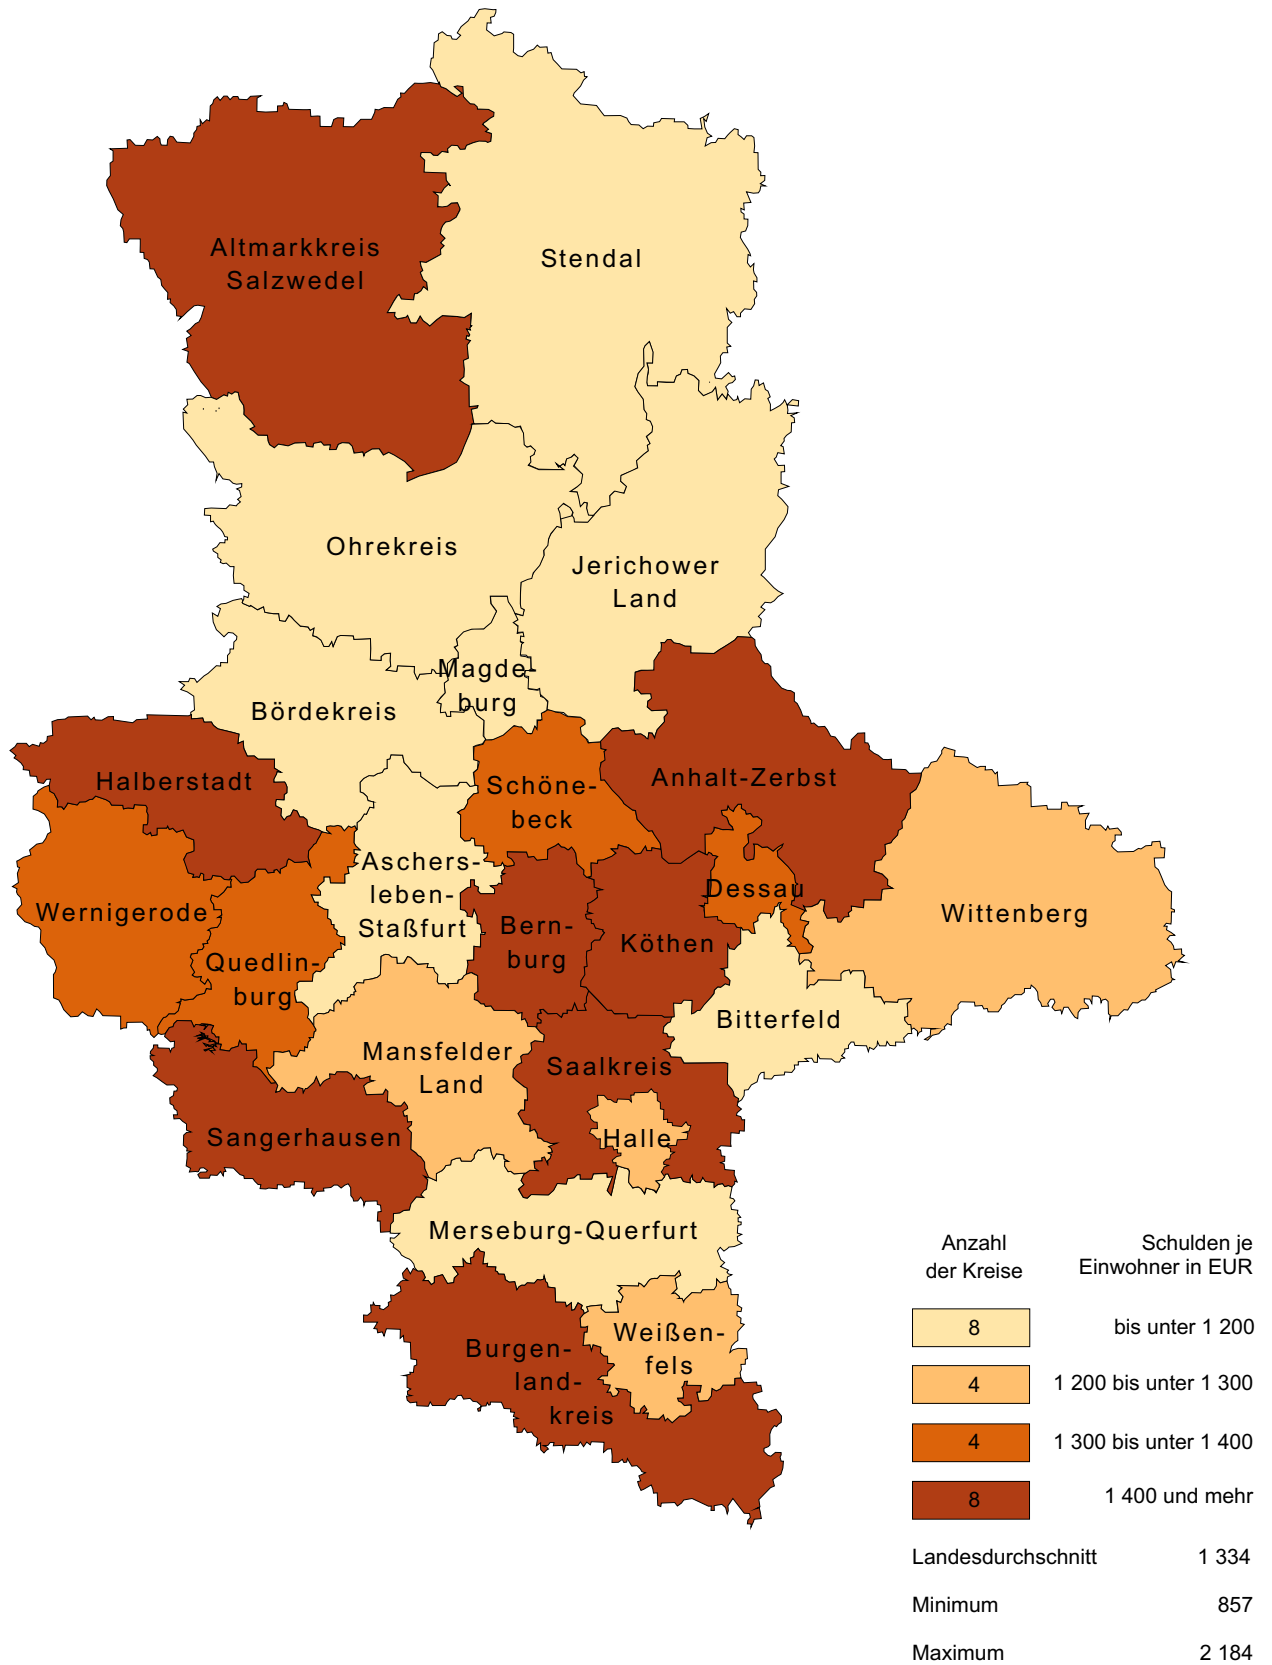 Altmarkkreis
Salzwedel
Stendal
Ohrekreis
Jerichower
Land
Magde-
burg
Bördekreis
Halberstadt
Schöne-
beck
Anhalt-Zerbst
Aschers-
leben-
Staßfurt
Wernigerode
Quedlin-
burg
Bern-
burg
Köthen
Dessau
Wittenberg
Bitterfeld
Mansfelder
Land
Saalkreis
Halle
Sangerhausen
Merseburg-Querfurt
Weißen-
fels
Burgen-
land-
kreis
Anzahl
der Kreise
Schulden je
Einwohner in EUR
8 bis unter 1 200
4 1 200 bis unter 1 300
4 1 300 bis unter 1 400
8 1 400 und mehr
Landesdurchschnitt 1 334
Minimum 857
Maximum 2 184